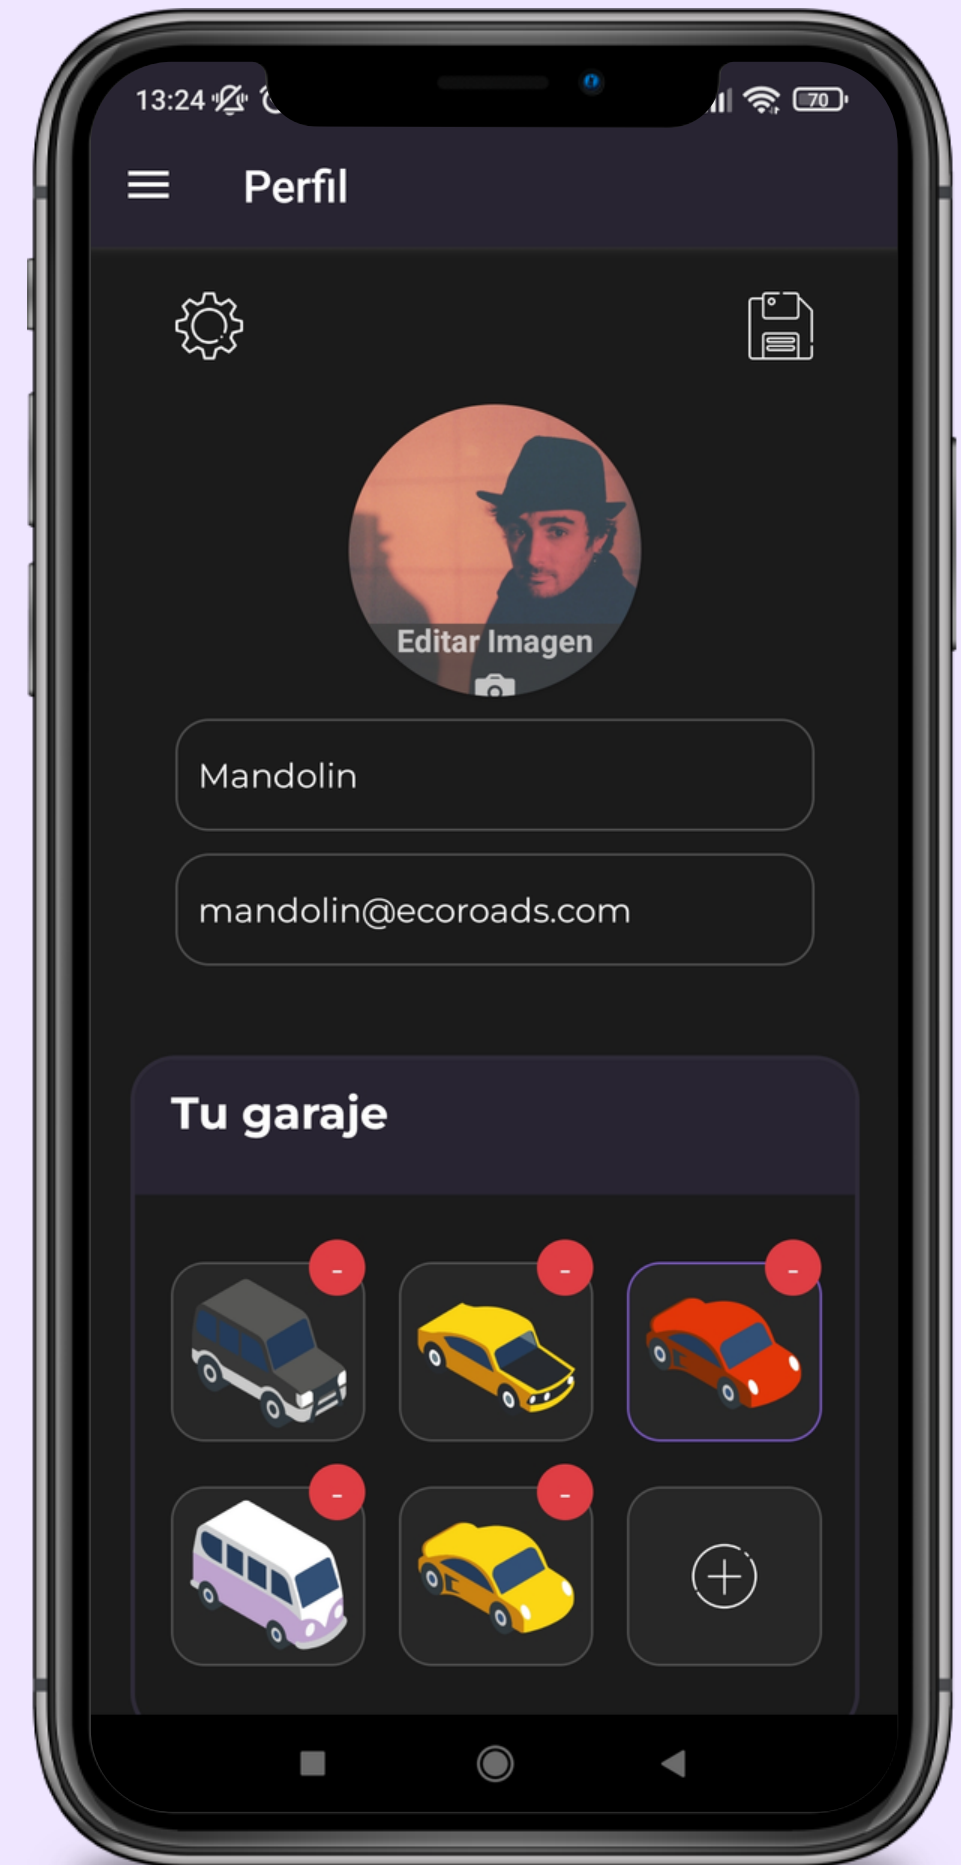 13:24
70
Perfil
Editar Imagen
Mandolin
mandolin@ecoroads.com
Tu garaje
- - -
- -